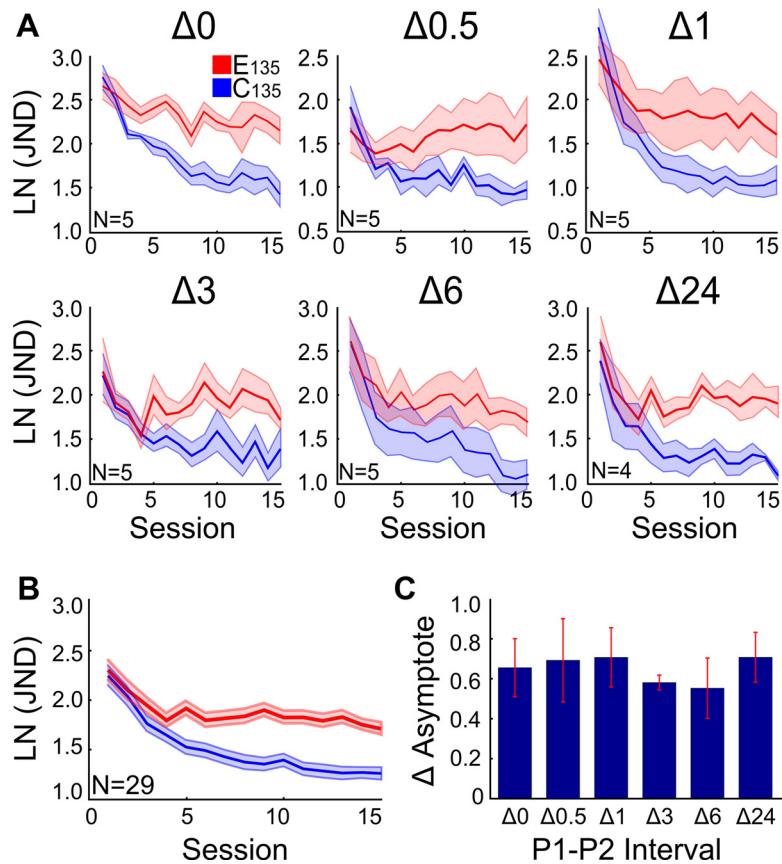 A
Δ0 Δ0.5 Δ1
E135
C135
LN (JND)
3.0
2.5
2.0
1.5
1.0
N=5
0 5 10 15
2.5
2.0
1.5
1.0
0.5
N=5
0 5 10 15
2.5
2.0
1.5
1.0
0.5
N=5
0 5 10 15
Δ3 Δ6 Δ24
LN (JND)
3.0
2.5
2.0
1.5
1.0
N=5
0 5 10 15
Session
3.0
2.5
2.0
1.5
1.0
N=5
0 5 10 15
Session
3.0
2.5
2.0
1.5
1.0
N=4
0 5 10 15
Session
B
LN (JND)
3.0
2.5
2.0
1.5
1.0
N=29
0 5 10 15
Session
C
Δ Asymptote
1.0
0.8
0.6
0.4
0.2
0
Δ0 Δ0.5 Δ1 Δ3 Δ6 Δ24
P1-P2 Interval